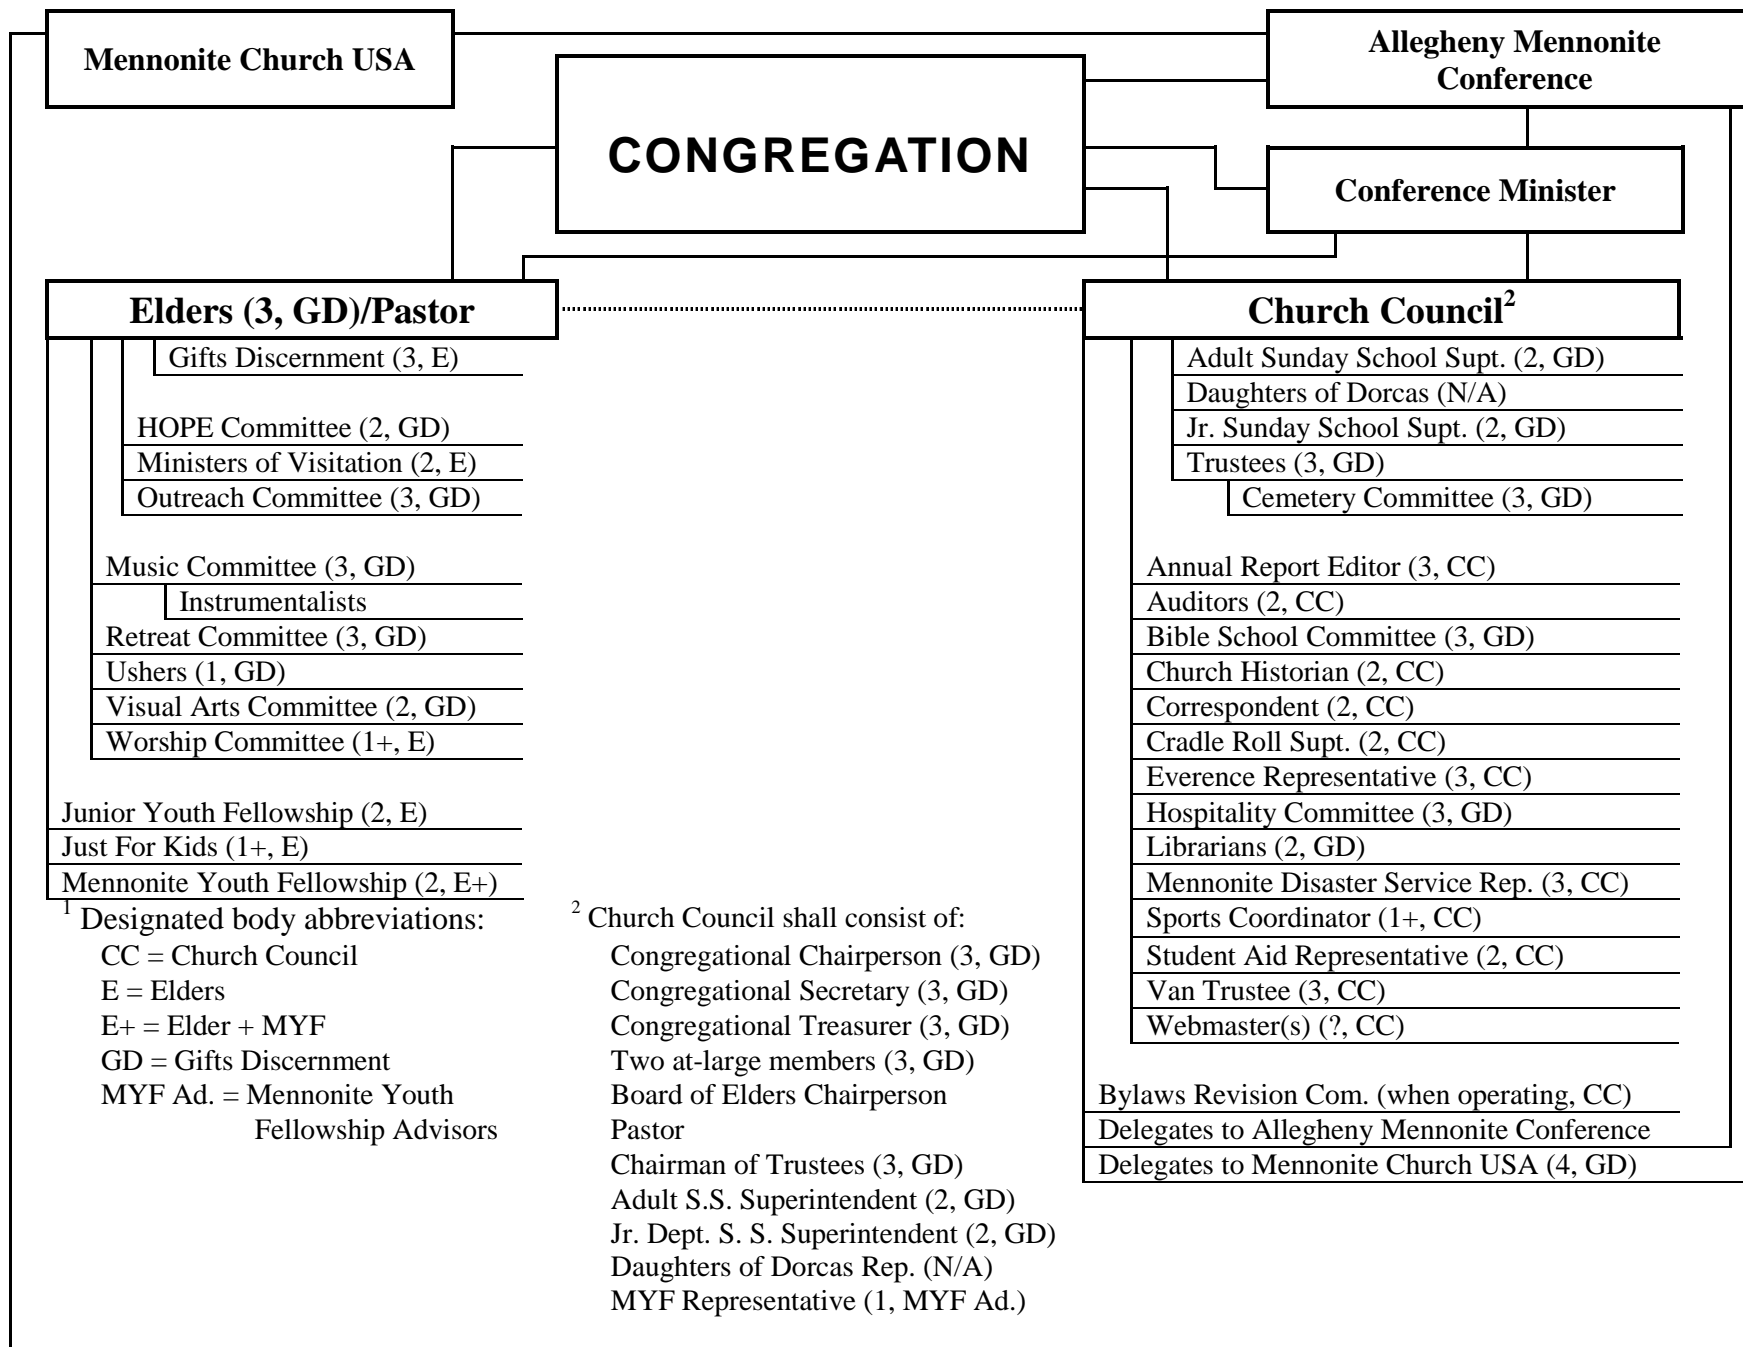 Mennonite Church USA
Allegheny Mennonite
Conference
CONGREGATION
Conference Minister
Elders (3, GD)/Pastor
Gifts Discernment (3, E)
HOPE Committee (2, GD)
Ministers of Visitation (2, E)
Outreach Committee (3, GD)
Music Committee (3, GD)
Instrumentalists
Retreat Committee (3, GD)
Ushers (1, GD)
Visual Arts Committee (2, GD)
Worship Committee (1+, E)
Junior Youth Fellowship (2, E)
Just For Kids (1+, E)
Mennonite Youth Fellowship (2, E+)
1 Designated body abbreviations:
CC = Church Council
E = Elders
E+ = Elder + MYF
GD = Gifts Discernment
MYF Ad. = Mennonite Youth
Fellowship Advisors
2 Church Council shall consist of:
Congregational Chairperson (3, GD)
Congregational Secretary (3, GD)
Congregational Treasurer (3, GD)
Two at-large members (3, GD)
Board of Elders Chairperson
Pastor
Chairman of Trustees (3, GD)
Adult S.S. Superintendent (2, GD)
Jr. Dept. S. S. Superintendent (2, GD)
Daughters of Dorcas Rep. (N/A)
MYF Representative (1, MYF Ad.)
Church Council2
Adult Sunday School Supt. (2, GD)
Daughters of Dorcas (N/A)
Jr. Sunday School Supt. (2, GD)
Trustees (3, GD)
Cemetery Committee (3, GD)
Annual Report Editor (3, CC)
Auditors (2, CC)
Bible School Committee (3, GD)
Church Historian (2, CC)
Correspondent (2, CC)
Cradle Roll Supt. (2, CC)
Everence Representative (3, CC)
Hospitality Committee (3, GD)
Librarians (2, GD)
Mennonite Disaster Service Rep. (3, CC)
Sports Coordinator (1+, CC)
Student Aid Representative (2, CC)
Van Trustee (3, CC)
Webmaster(s) (?, CC)
Bylaws Revision Com. (when operating, CC)
Delegates to Allegheny Mennonite Conference
Delegates to Mennonite Church USA (4, GD)